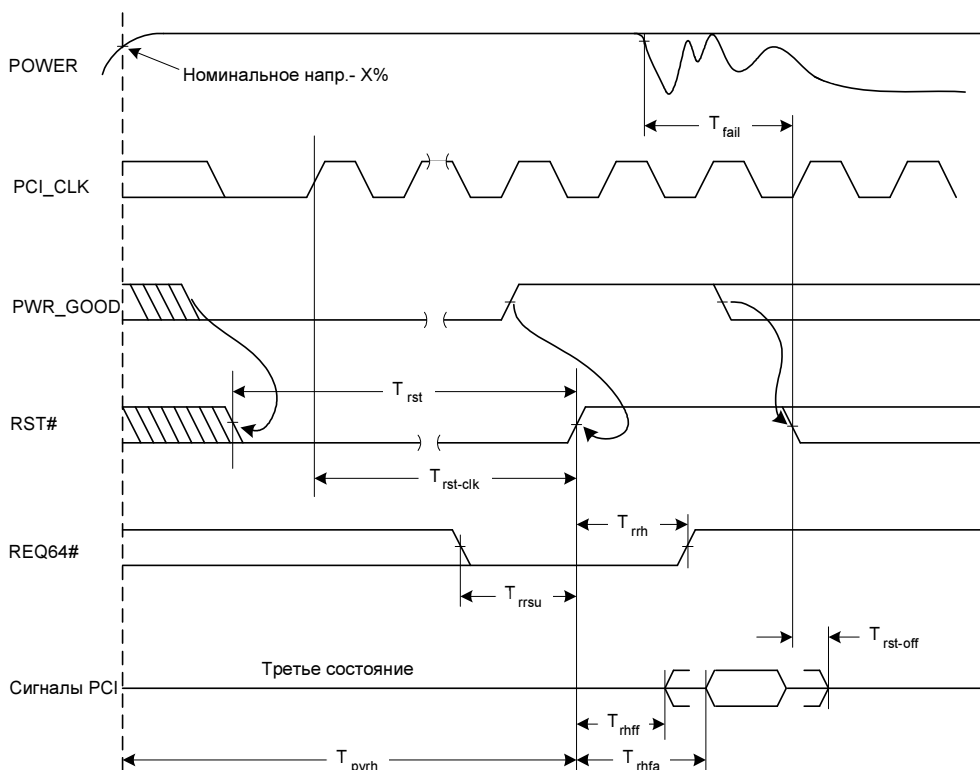 POWER
Номинальное напр.- X%
T fail
PCI_CLK
PWR_GOOD
T rst
RST#
T rst-clk
T rrh
REQ64#
T rrsu
T rst-off
Третье состояние
Сигналы PCI
T rhff
T pvrh
T rhfa